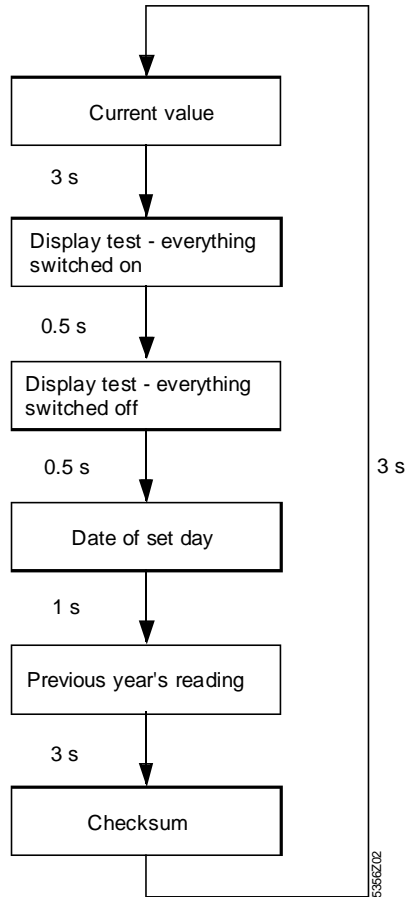 Current value
3 s
Display test - everything
switched on
0.5 s
Display test - everything
switched off
0.5 s
3 s
Date of set day
1 s
Previous year's reading
3 s
Checksum
5356Z02